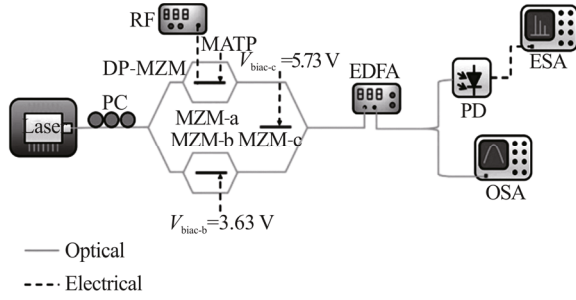 RF
MATP
DP-MZM
V_biac-c=5.73 V
EDFA
ESA
PC
PD
Lase
MZM-a
MZM-b MZM-c
OSA
V_biac-b=3.63 V
Optical
Electrical